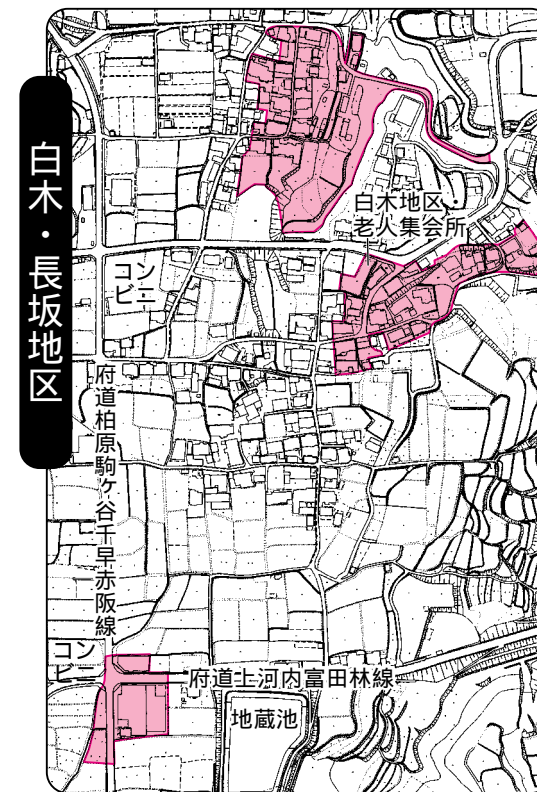 白木・長坂地区
白木地区・
老人集会所
コン
ビニ
府道柏原駒ヶ谷千早赤阪線
コン
ビニ
府道上河内富田林線
地蔵池